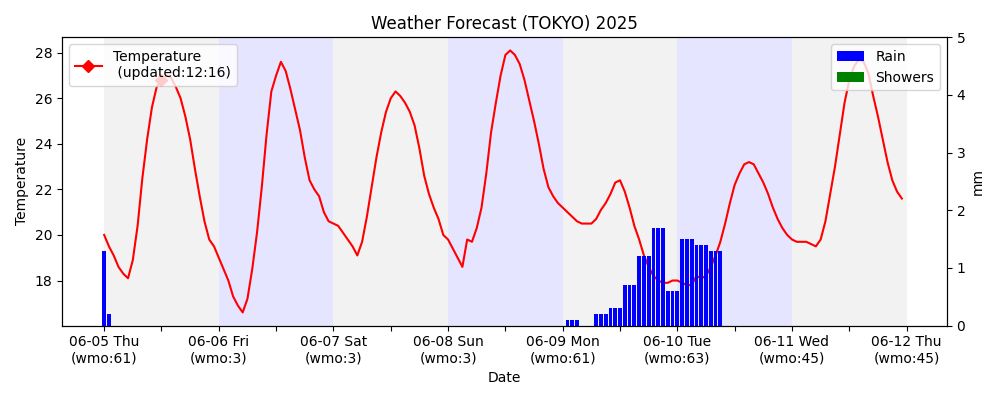 Weather Forecast (TOKYO) 2025
Temperature
(updated:12:16)
Rain
Showers
Temperature
28
26
24
22
20
18
5
4
3
2
1
0
mm
06-05 Thu
(wmo:61)
06-06 Fri
(wmo:3)
06-07 Sat
(wmo:3)
06-08 Sun
(wmo:3)
06-09 Mon
(wmo:61)
06-10 Tue
(wmo:63)
06-11 Wed
(wmo:45)
06-12 Thu
(wmo:45)
Date